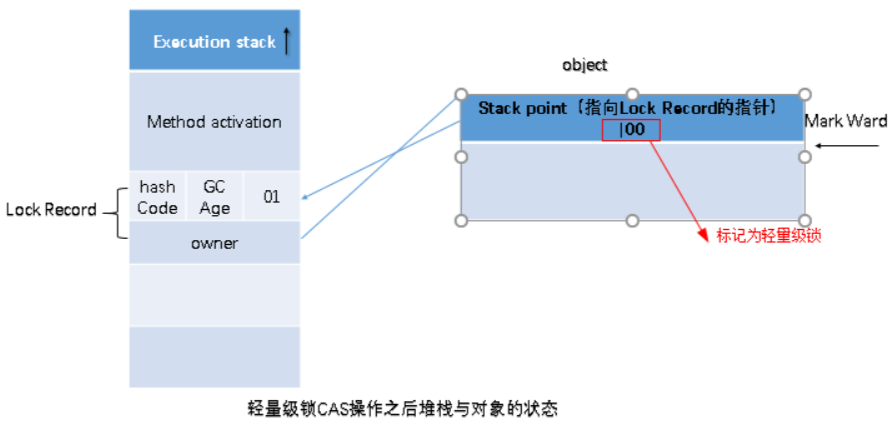 Execution stack
object
Stack point（指向Lock Record的指针）
|00
Mark Ward
Method activation
hash Code
GC Age
01
Lock Record
owner
标记为轻量级锁
轻量级锁CAS操作之后堆栈与对象的状态